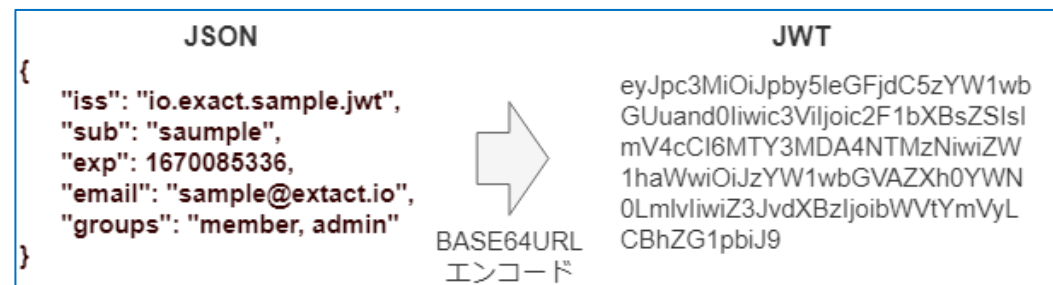 JSON
{
"iss": "io.exact.sample.jwt",
"sub": "saumple",
"exp": 1670085336,
"email": "sample@extact.io",
"groups": "member, admin"
}
BASE64URL
エンコード
JWT
eyJpc3MiOiJpby5leGFjdC5zYW1wb
GUuand0Iiwic3ViIjoic2F1bXBsZSIsI
mV4cCI6MTY3MDA4NTMzNiwiZW
1haWwiOiJzYW1wbGVAZXh0YWN
0LmlvIiwiZ3JvdXBzIjoibWVtYmVyL
CBhZG1pbiJ9